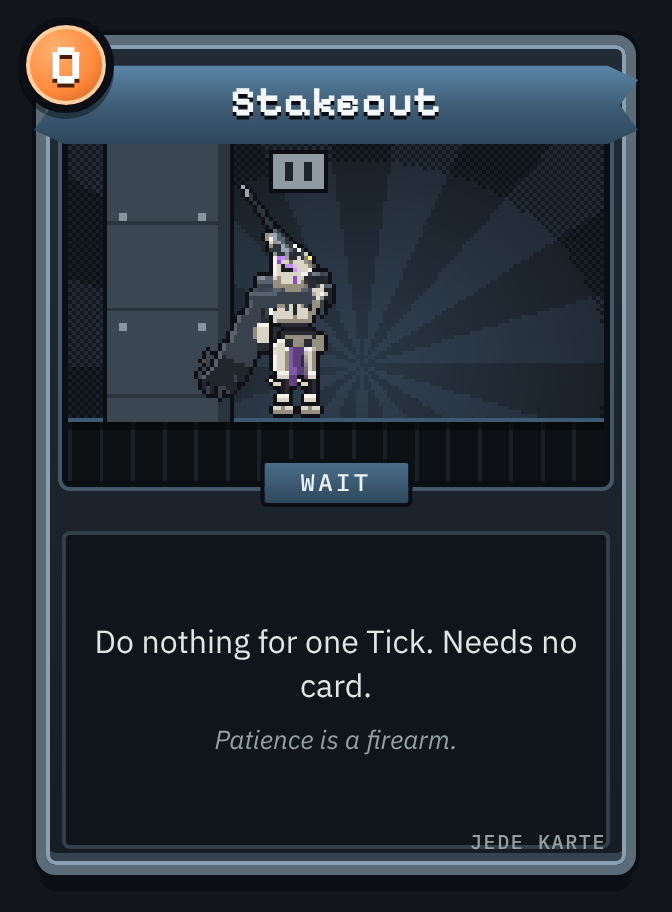 0
Stakeout
WAIT
Do nothing for one Tick. Needs no
card.
Patience is a firearm.
JEDE KARTE